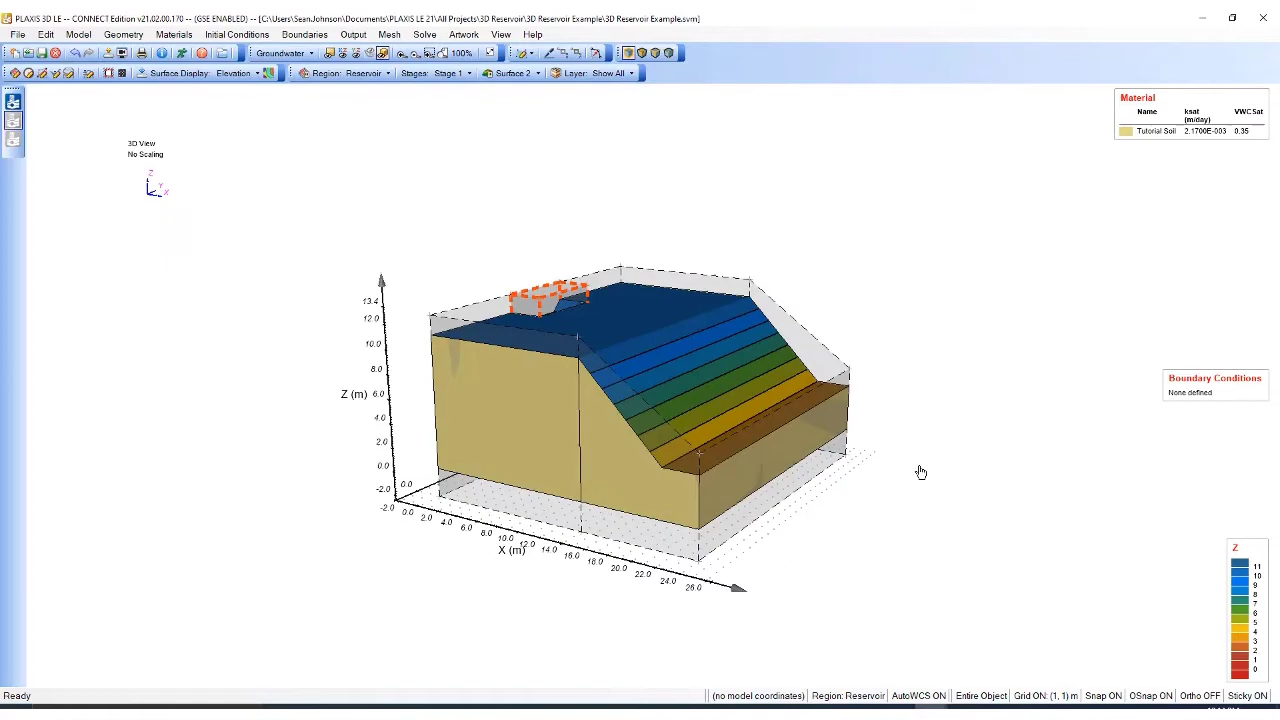 PLAXIS 3D LE -- CONNECT Edition v21.02.00.170 -- (GSE ENABLED) -- [C:\Users\Sean.Johnson\Documents\PLAXIS LE 21\All Projects\3D Reservoir\3D Reservoir Example\3D Reservoir Example.svm]
File Edit Model Geometry Materials Initial Conditions Boundaries Output Mesh Solve Artwork View Help
Groundwater 100%
Surface Display: Elevation Region: Reservoir Stages: Stage 1 Surface 2 Layer: Show All
3D View
No Scaling
Z
Y
X
Material
Name ksat (m/day) VWC Sat
Tutorial Soil 2.1700E-003 0.35
13.4
12.0
10.0
8.0
Z (m)
6.0
4.0
2.0
0.0
-2.0
0.0
-2.0 0.0 2.0 4.0 6.0 8.0 10.0 12.0 14.0 16.0 18.0 20.0 22.0 24.0 26.0
X (m)
Boundary Conditions
None defined
Z
11
10
9
8
7
6
5
4
3
2
1
0
Ready (no model coordinates) Region: Reservoir AutoWCS ON Entire Object Grid ON: (1, 1) m Snap ON OSnap ON Ortho OFF Sticky ON